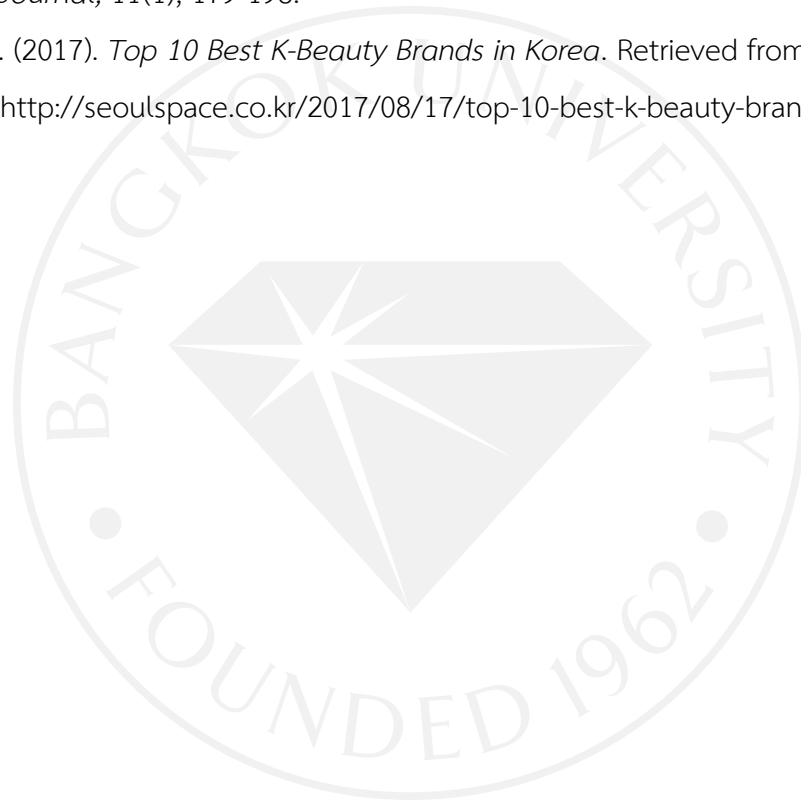 Journal, 11(1), 179-198.
. (2017). Top 10 Best K-Beauty Brands in Korea. Retrieved from
http://seoulspace.co.kr/2017/08/17/top-10-best-k-beauty-bran
BANGKOK UNIVERSITY
FOUNDED 1962